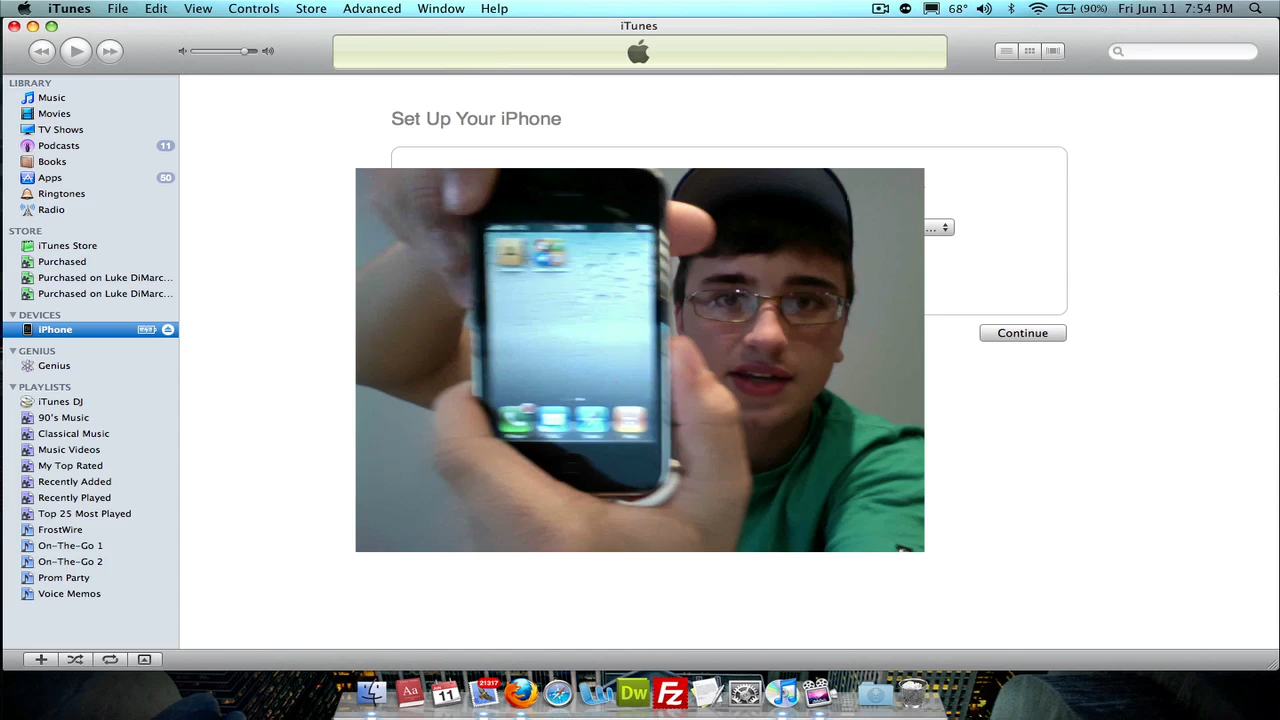 iTunes File Edit View Controls Store Advanced Window Help 68° (90%) Fri Jun 11 7:54 PM
iTunes
LIBRARY
Music
Movies
TV Shows
Podcasts 11
Books
Apps 50
Ringtones
Radio
STORE
iTunes Store
Purchased
Purchased on Luke DiMarc...
Purchased on Luke DiMarc...
DEVICES
iPhone
GENIUS
Genius
PLAYLISTS
iTunes DJ
90's Music
Classical Music
Music Videos
My Top Rated
Recently Added
Recently Played
Top 25 Most Played
FrostWire
On-The-Go 1
On-The-Go 2
Prom Party
Voice Memos
Set Up Your iPhone
...
Continue
Aa 11 21317 Dw Fz